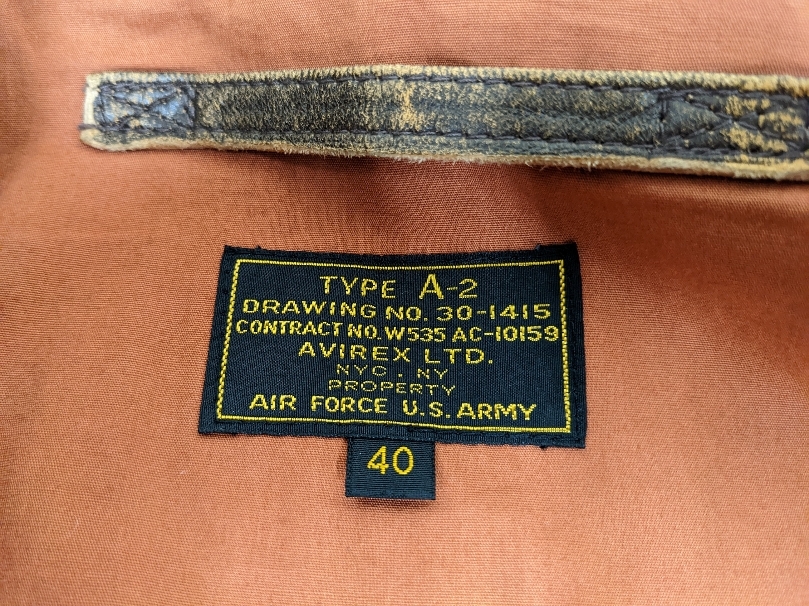 TYPE A-2
DRAWING NO. 30-1415
CONTRACT NO. W535 AC-10159
AVIREX LTD.
NYC . NY
PROPERTY
AIR FORCE U.S. ARMY
40